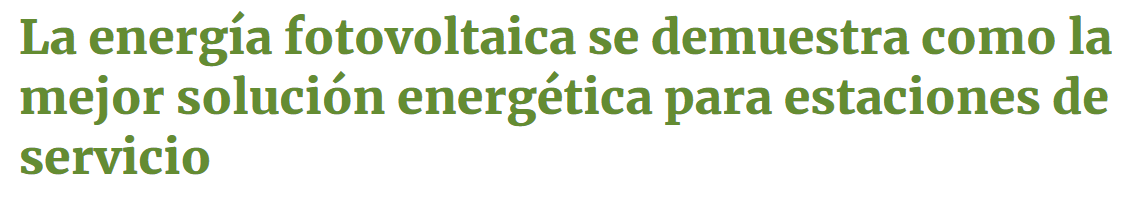 La energía fotovoltaica se demuestra como la
mejor solución energética para estaciones de
servicio